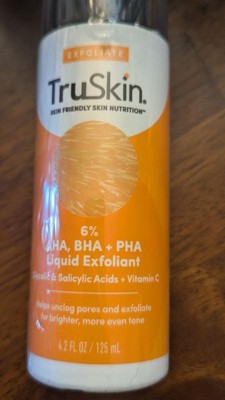 EXFOLIATE
TruSkin.
SKIN FRIENDLY SKIN NUTRITION™
6%
AHA, BHA + PHA
Liquid Exfoliant
Glycolic & Salicylic Acids + Vitamin C
Helps unclog pores and exfoliate
for brighter, more even tone
4.2 FL OZ / 125 mL